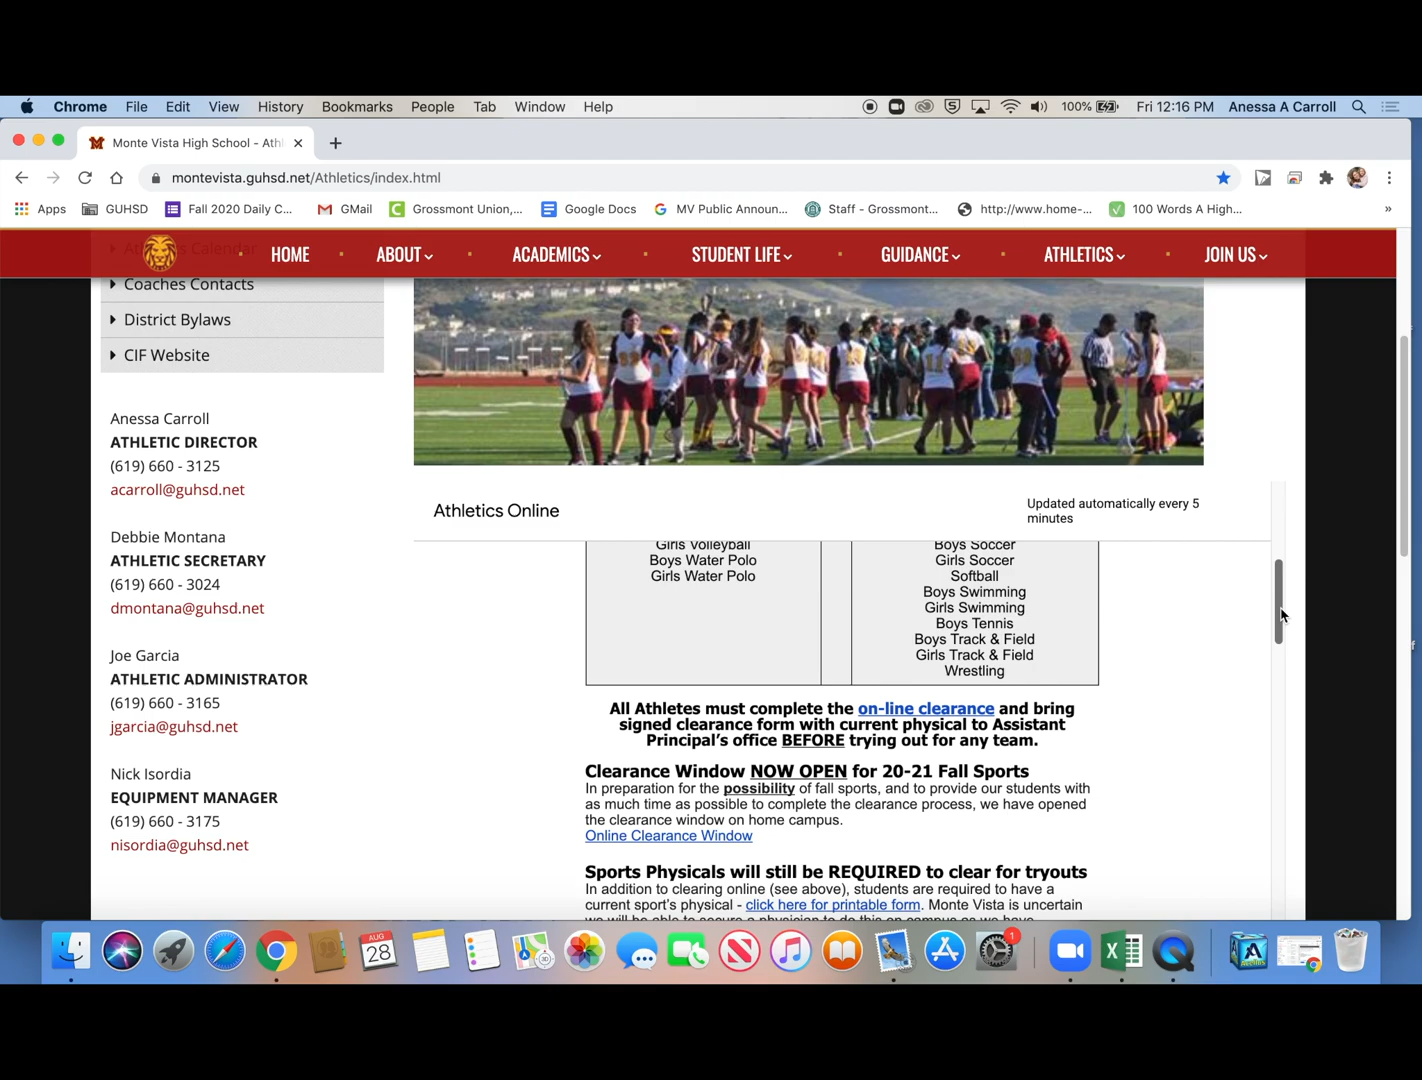 Chrome File Edit View History Bookmarks People Tab Window Help 100% Fri 12:16 PM Anessa A Carroll
Monte Vista High School - Athl
montevista.guhsd.net/Athletics/index.html
Apps GUHSD Fall 2020 Daily C... GMail Grossmont Union,... Google Docs MV Public Announ... Staff - Grossmont... http://www.home-... 100 Words A High... »
HOME ABOUT ACADEMICS STUDENT LIFE GUIDANCE ATHLETICS JOIN US
Coaches Contacts
District Bylaws
CIF Website
Anessa Carroll
ATHLETIC DIRECTOR
(619) 660 - 3125
acarroll@guhsd.net
Debbie Montana
ATHLETIC SECRETARY
(619) 660 - 3024
dmontana@guhsd.net
Joe Garcia
ATHLETIC ADMINISTRATOR
(619) 660 - 3165
jgarcia@guhsd.net
Nick Isordia
EQUIPMENT MANAGER
(619) 660 - 3175
nisordia@guhsd.net
Athletics Online
Updated automatically every 5
minutes
Girls Volleyball
Boys Water Polo
Girls Water Polo
Boys Soccer
Girls Soccer
Softball
Boys Swimming
Girls Swimming
Boys Tennis
Boys Track & Field
Girls Track & Field
Wrestling
All Athletes must complete the on-line clearance and bring
signed clearance form with current physical to Assistant
Principal's office BEFORE trying out for any team.
Clearance Window NOW OPEN for 20-21 Fall Sports
In preparation for the possibility of fall sports, and to provide our students with
as much time as possible to complete the clearance process, we have opened
the clearance window on home campus.
Online Clearance Window
Sports Physicals will still be REQUIRED to clear for tryouts
In addition to clearing online (see above), students are required to have a
current sport's physical - click here for printable form. Monte Vista is uncertain
AUG
28
1